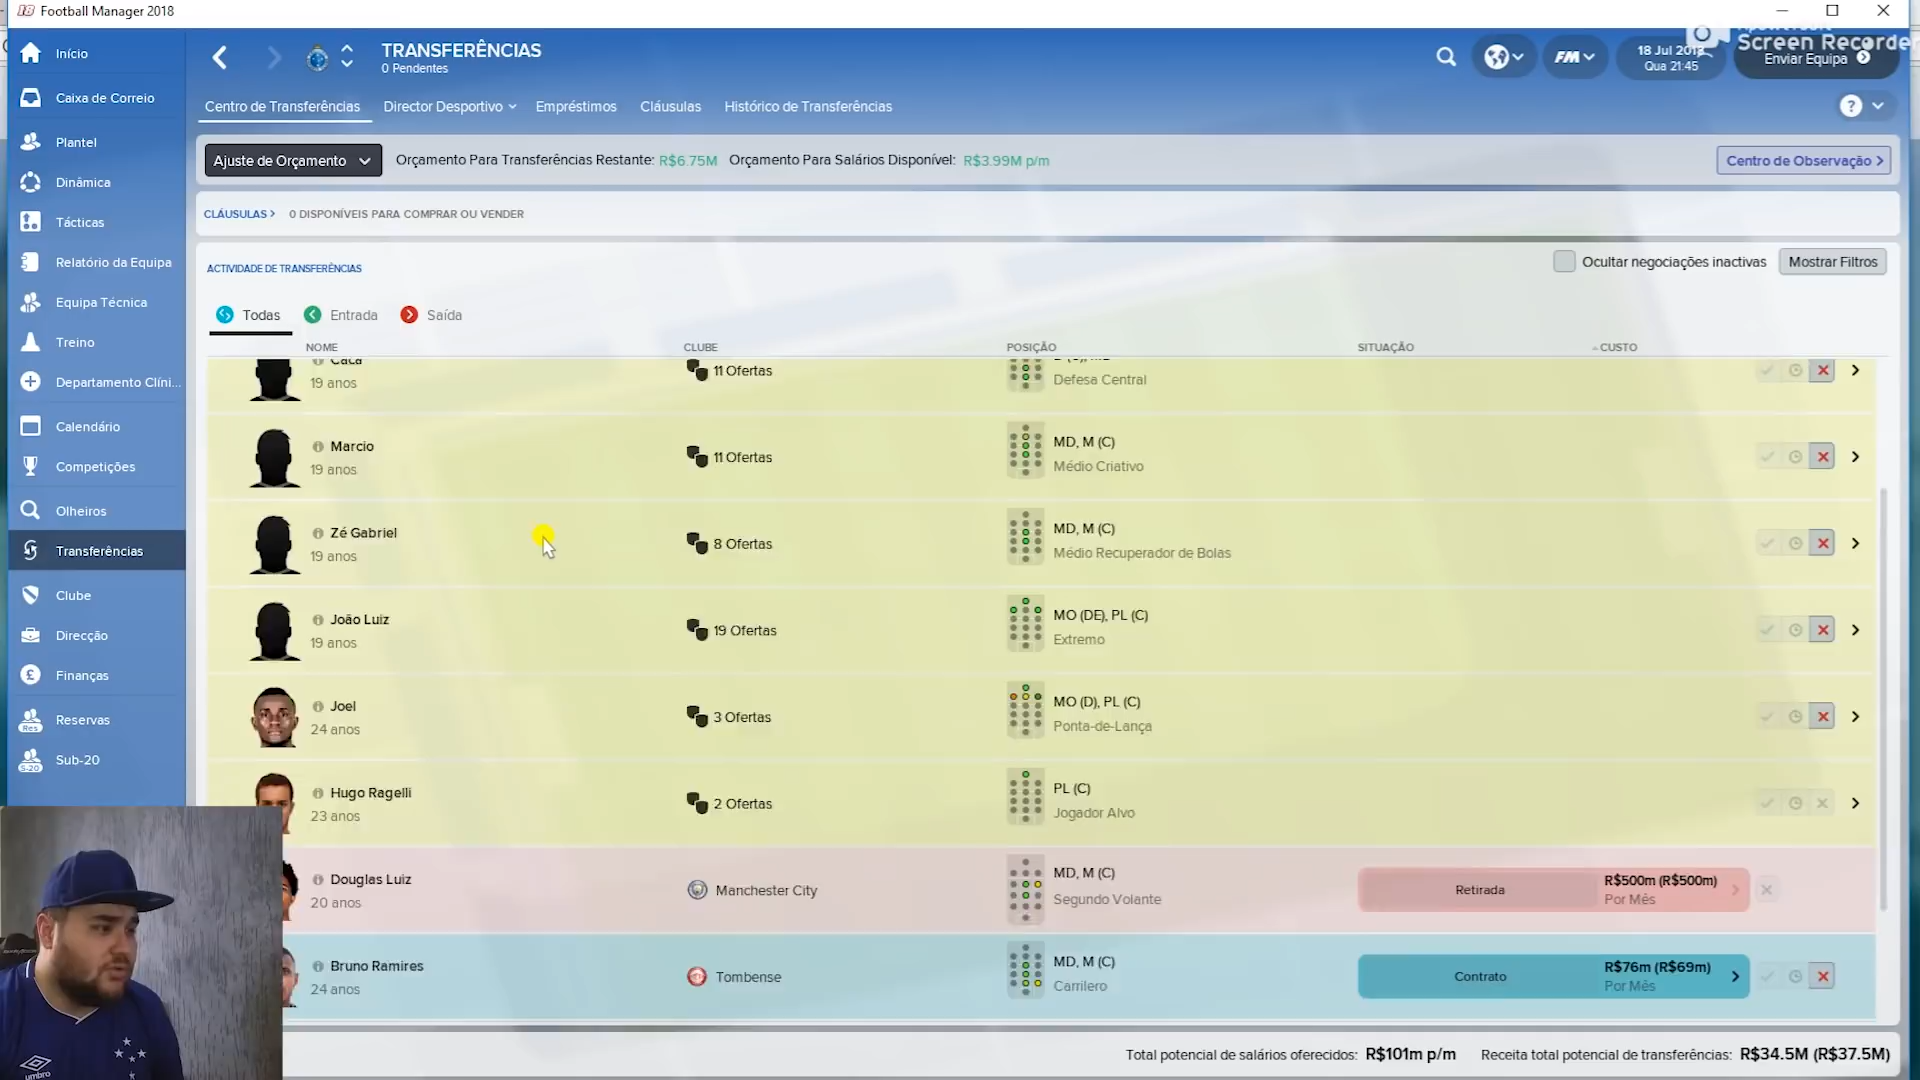 18 Football Manager 2018
Screen Recorder
Início
Caixa de Correio
Plantel
Dinâmica
Tácticas
Relatório da Equipa
Equipa Técnica
Treino
Departamento Clíni...
Calendário
Competições
Olheiros
Transferências
Clube
Direcção
Finanças
Reservas
Sub-20
TRANSFERÊNCIAS
0 Pendentes
FM
18 Jul 2018
Qua 21:45
Enviar Equipa
Centro de Transferências Director Desportivo Empréstimos Cláusulas Histórico de Transferências
?
Ajuste de Orçamento Orçamento Para Transferências Restante: R$6.75M Orçamento Para Salários Disponível: R$3.99M p/m Centro de Observação >
CLÁUSULAS > 0 DISPONÍVEIS PARA COMPRAR OU VENDER
ACTIVIDADE DE TRANSFERÊNCIAS
Ocultar negociações inactivas Mostrar Filtros
Todas Entrada Saída
NOME CLUBE POSIÇÃO SITUAÇÃO CUSTO
19 anos 11 Ofertas Defesa Central
Marcio 11 Ofertas MD, M (C)
19 anos Médio Criativo
Zé Gabriel 8 Ofertas MD, M (C)
19 anos Médio Recuperador de Bolas
João Luiz 19 Ofertas MO (DE), PL (C)
19 anos Extremo
Joel 3 Ofertas MO (D), PL (C)
24 anos Ponta-de-Lança
Hugo Ragelli 2 Ofertas PL (C)
23 anos Jogador Alvo
Douglas Luiz Manchester City MD, M (C) Retirada R$500m (R$500m)
20 anos Segundo Volante Por Mês
Bruno Ramires Tombense MD, M (C) Contrato R$76m (R$69m)
24 anos Carrilero Por Mês
Total potencial de salários oferecidos: R$101m p/m Receita total potencial de transferências: R$34.5M (R$37.5M)
Res
S-20
umbro